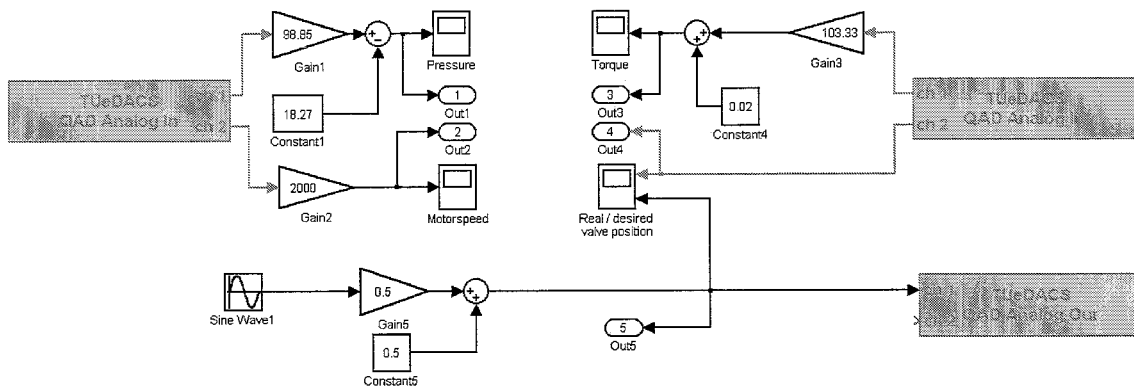 98.85
Gain1
Pressure
TUeDACS
QAD Analog In
ch 1
ch 2
18.27
Constant1
1
Out1
2
Out2
2000
Gain2
Motorspeed
Torque
103.33
Gain3
3
Out3
0.02
Constant4
4
Out4
Real / desired
valve position
ch 1
ch 2
TUeDACS
QAD Analog
Sine Wave1
0.5
Gain5
0.5
Constant5
5
Out5
TUeDACS
QAD Analog Out